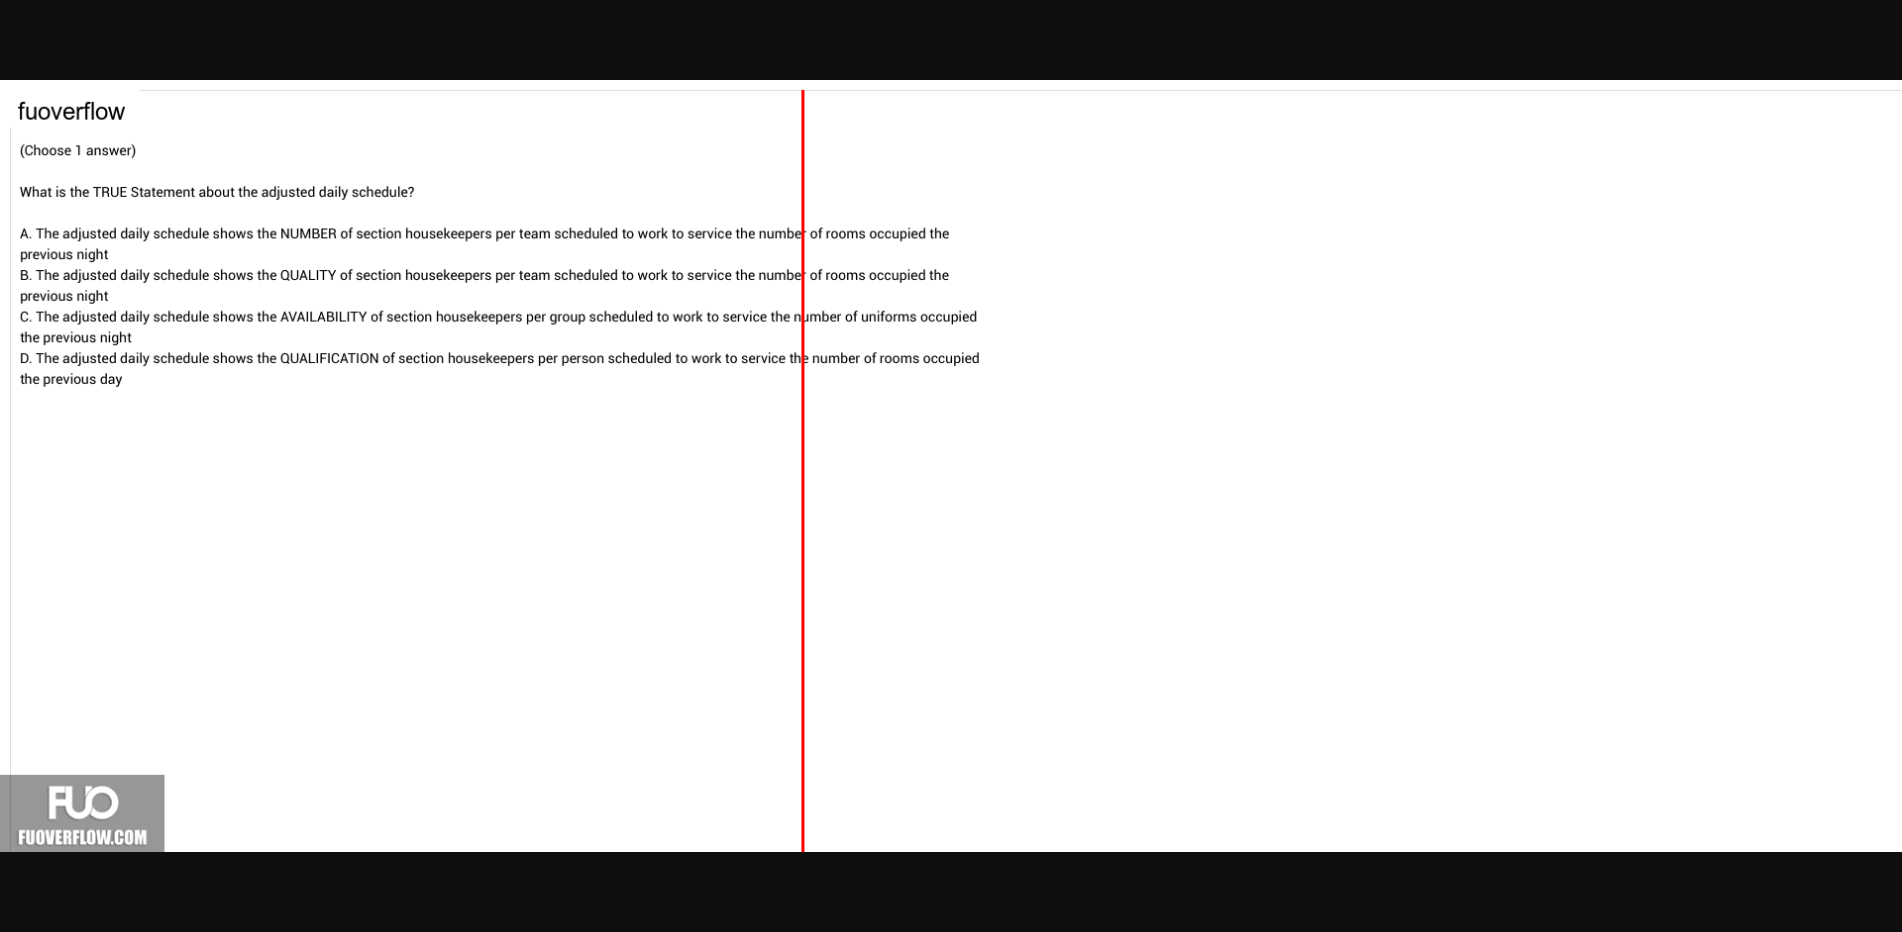 fuoverflow
(Choose 1 answer)
What is the TRUE Statement about the adjusted daily schedule?
A. The adjusted daily schedule shows the NUMBER of section housekeepers per team scheduled to work to service the number of rooms occupied the
previous night
B. The adjusted daily schedule shows the QUALITY of section housekeepers per team scheduled to work to service the number of rooms occupied the
previous night
C. The adjusted daily schedule shows the AVAILABILITY of section housekeepers per group scheduled to work to service the number of uniforms occupied
the previous night
D. The adjusted daily schedule shows the QUALIFICATION of section housekeepers per person scheduled to work to service the number of rooms occupied
the previous day
FUO
FUOVERFLOW.COM